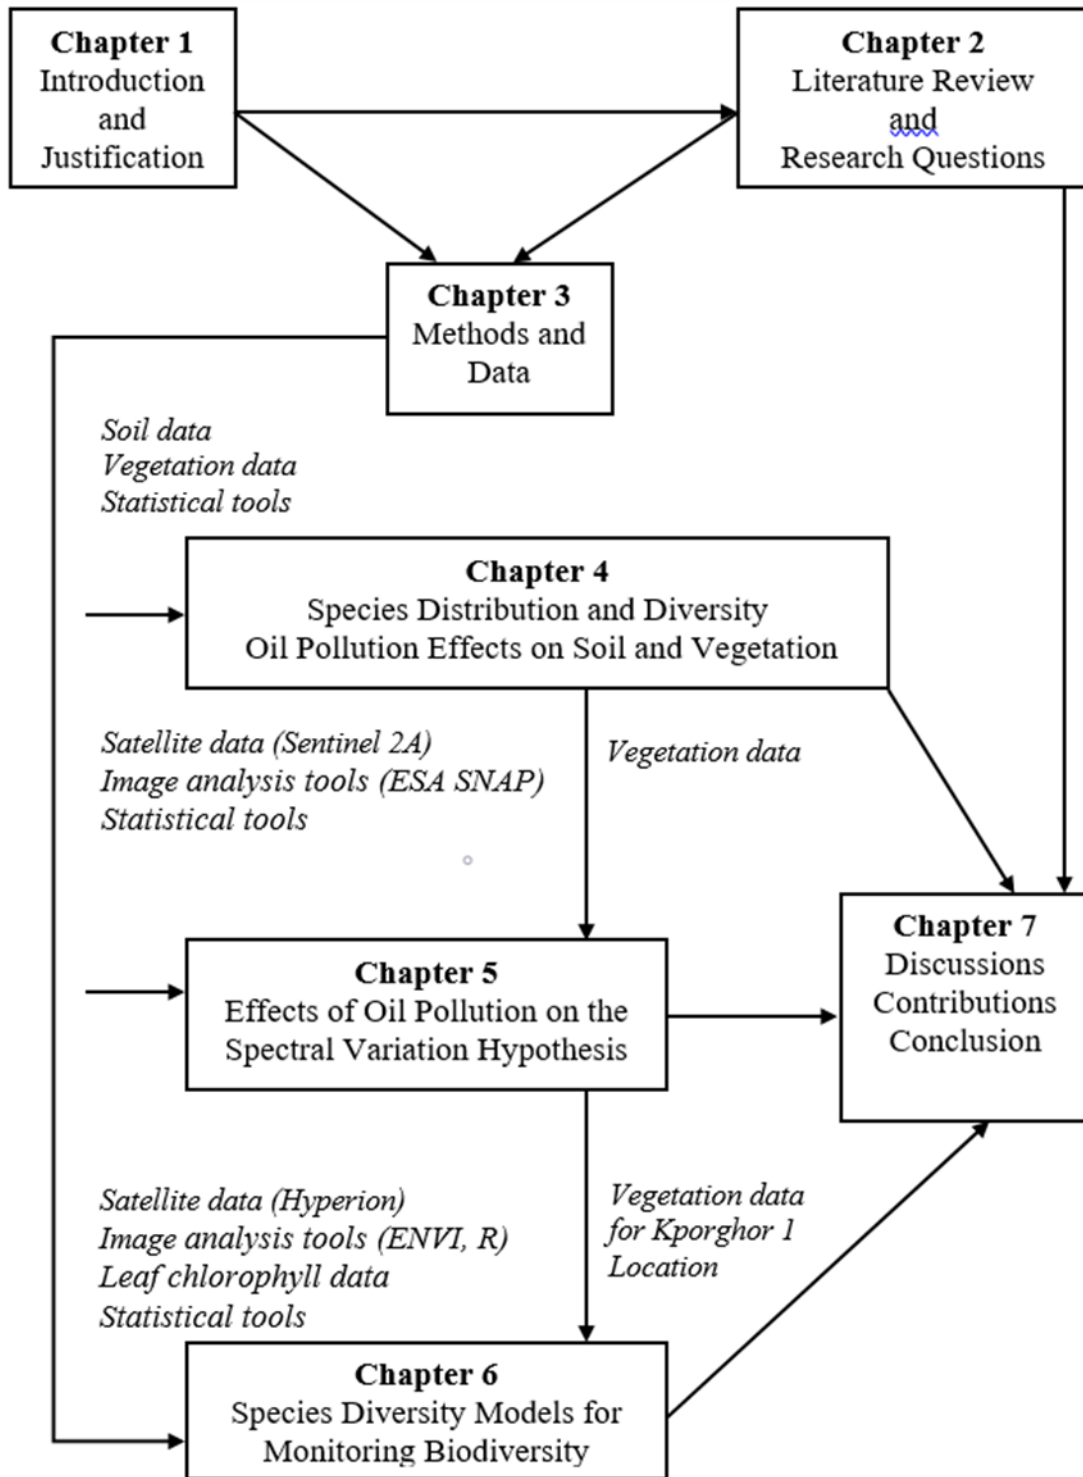 Chapter 1
Introduction
and
Justification
Chapter 2
Literature Review
and
Research Questions
Chapter 3
Methods and
Data
Soil data
Vegetation data
Statistical tools
Chapter 4
Species Distribution and Diversity
Oil Pollution Effects on Soil and Vegetation
Satellite data (Sentinel 2A)
Image analysis tools (ESA SNAP)
Statistical tools
Vegetation data
Chapter 5
Effects of Oil Pollution on the
Spectral Variation Hypothesis
Chapter 7
Discussions
Contributions
Conclusion
Satellite data (Hyperion)
Image analysis tools (ENVI, R)
Leaf chlorophyll data
Statistical tools
Vegetation data
for Kporghor 1
Location
Chapter 6
Species Diversity Models for
Monitoring Biodiversity